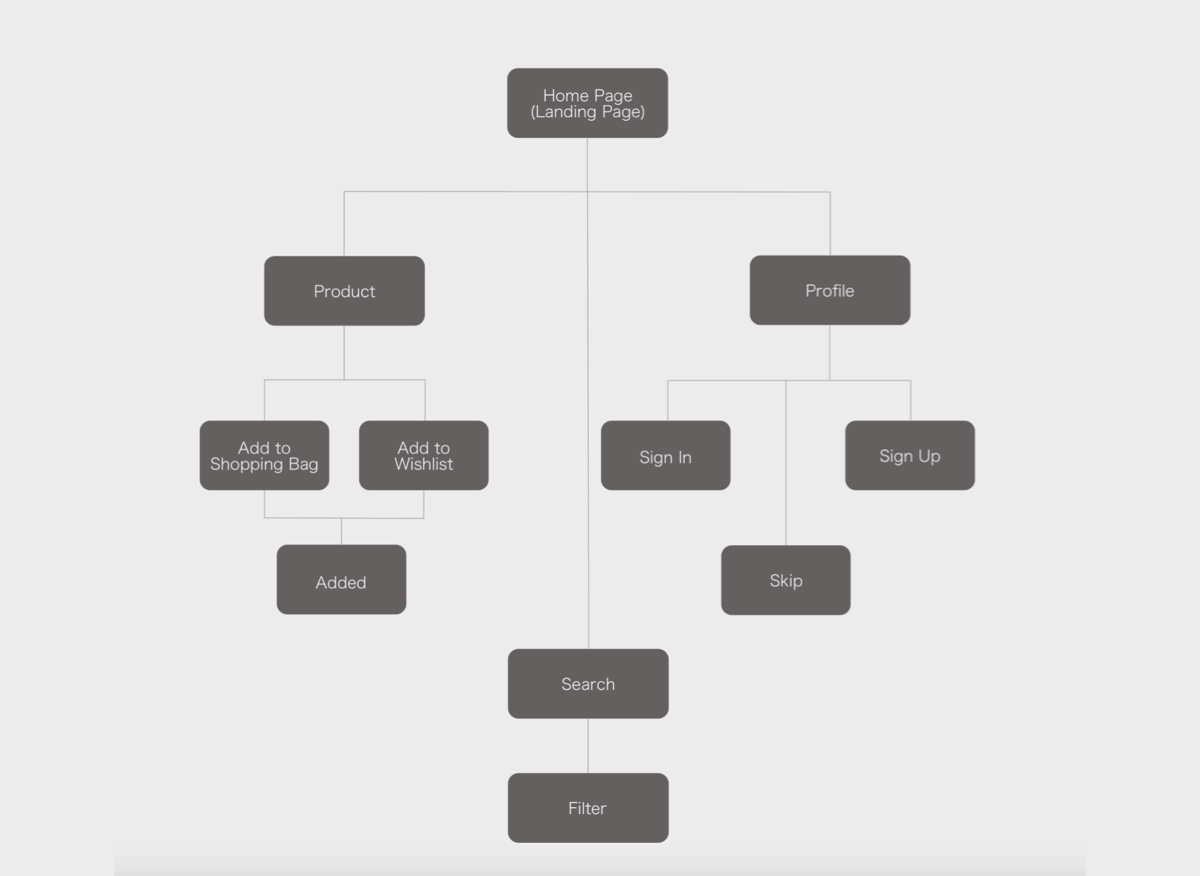 Home Page
(Landing Page)
Product
Profile
Add to
Shopping Bag
Add to
Wishlist
Sign In
Sign Up
Added
Skip
Search
Filter